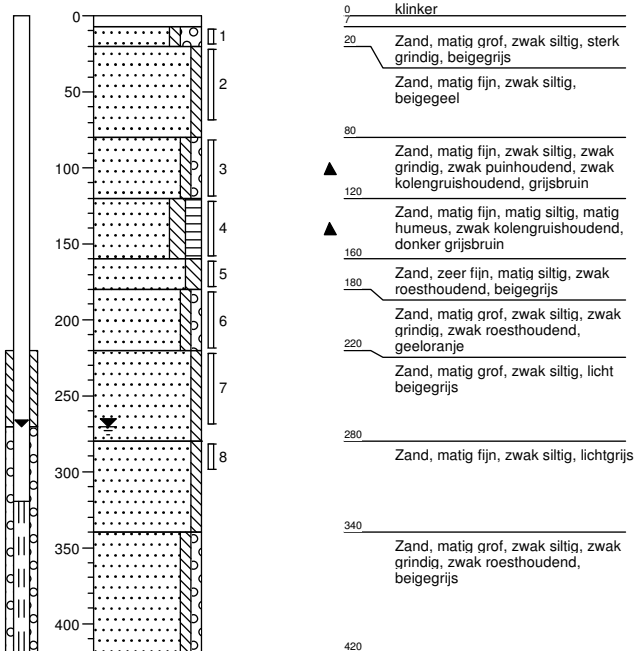 0
50
100
150
200
250
300
350
400
1
2
3
4
5
6
7
8
0
klinker
7
Zand, matig grof, zwak siltig, sterk
grindig, beigegrijs
20
Zand, matig fijn, zwak siltig,
beigegeel
80
Zand, matig fijn, zwak siltig, zwak
grindig, zwak puinhoudend, zwak
kolengruishoudend, grijsbruin
120
Zand, matig fijn, matig siltig, matig
humeus, zwak kolengruishoudend,
donker grijsbruin
160
Zand, zeer fijn, matig siltig, zwak
roesthoudend, beigegrijs
180
Zand, matig grof, zwak siltig, zwak
grindig, zwak roesthoudend,
geeloranje
220
Zand, matig grof, zwak siltig, licht
beigegrijs
280
Zand, matig fijn, zwak siltig, lichtgrijs
340
Zand, matig grof, zwak siltig, zwak
grindig, zwak roesthoudend,
beigegrijs
420